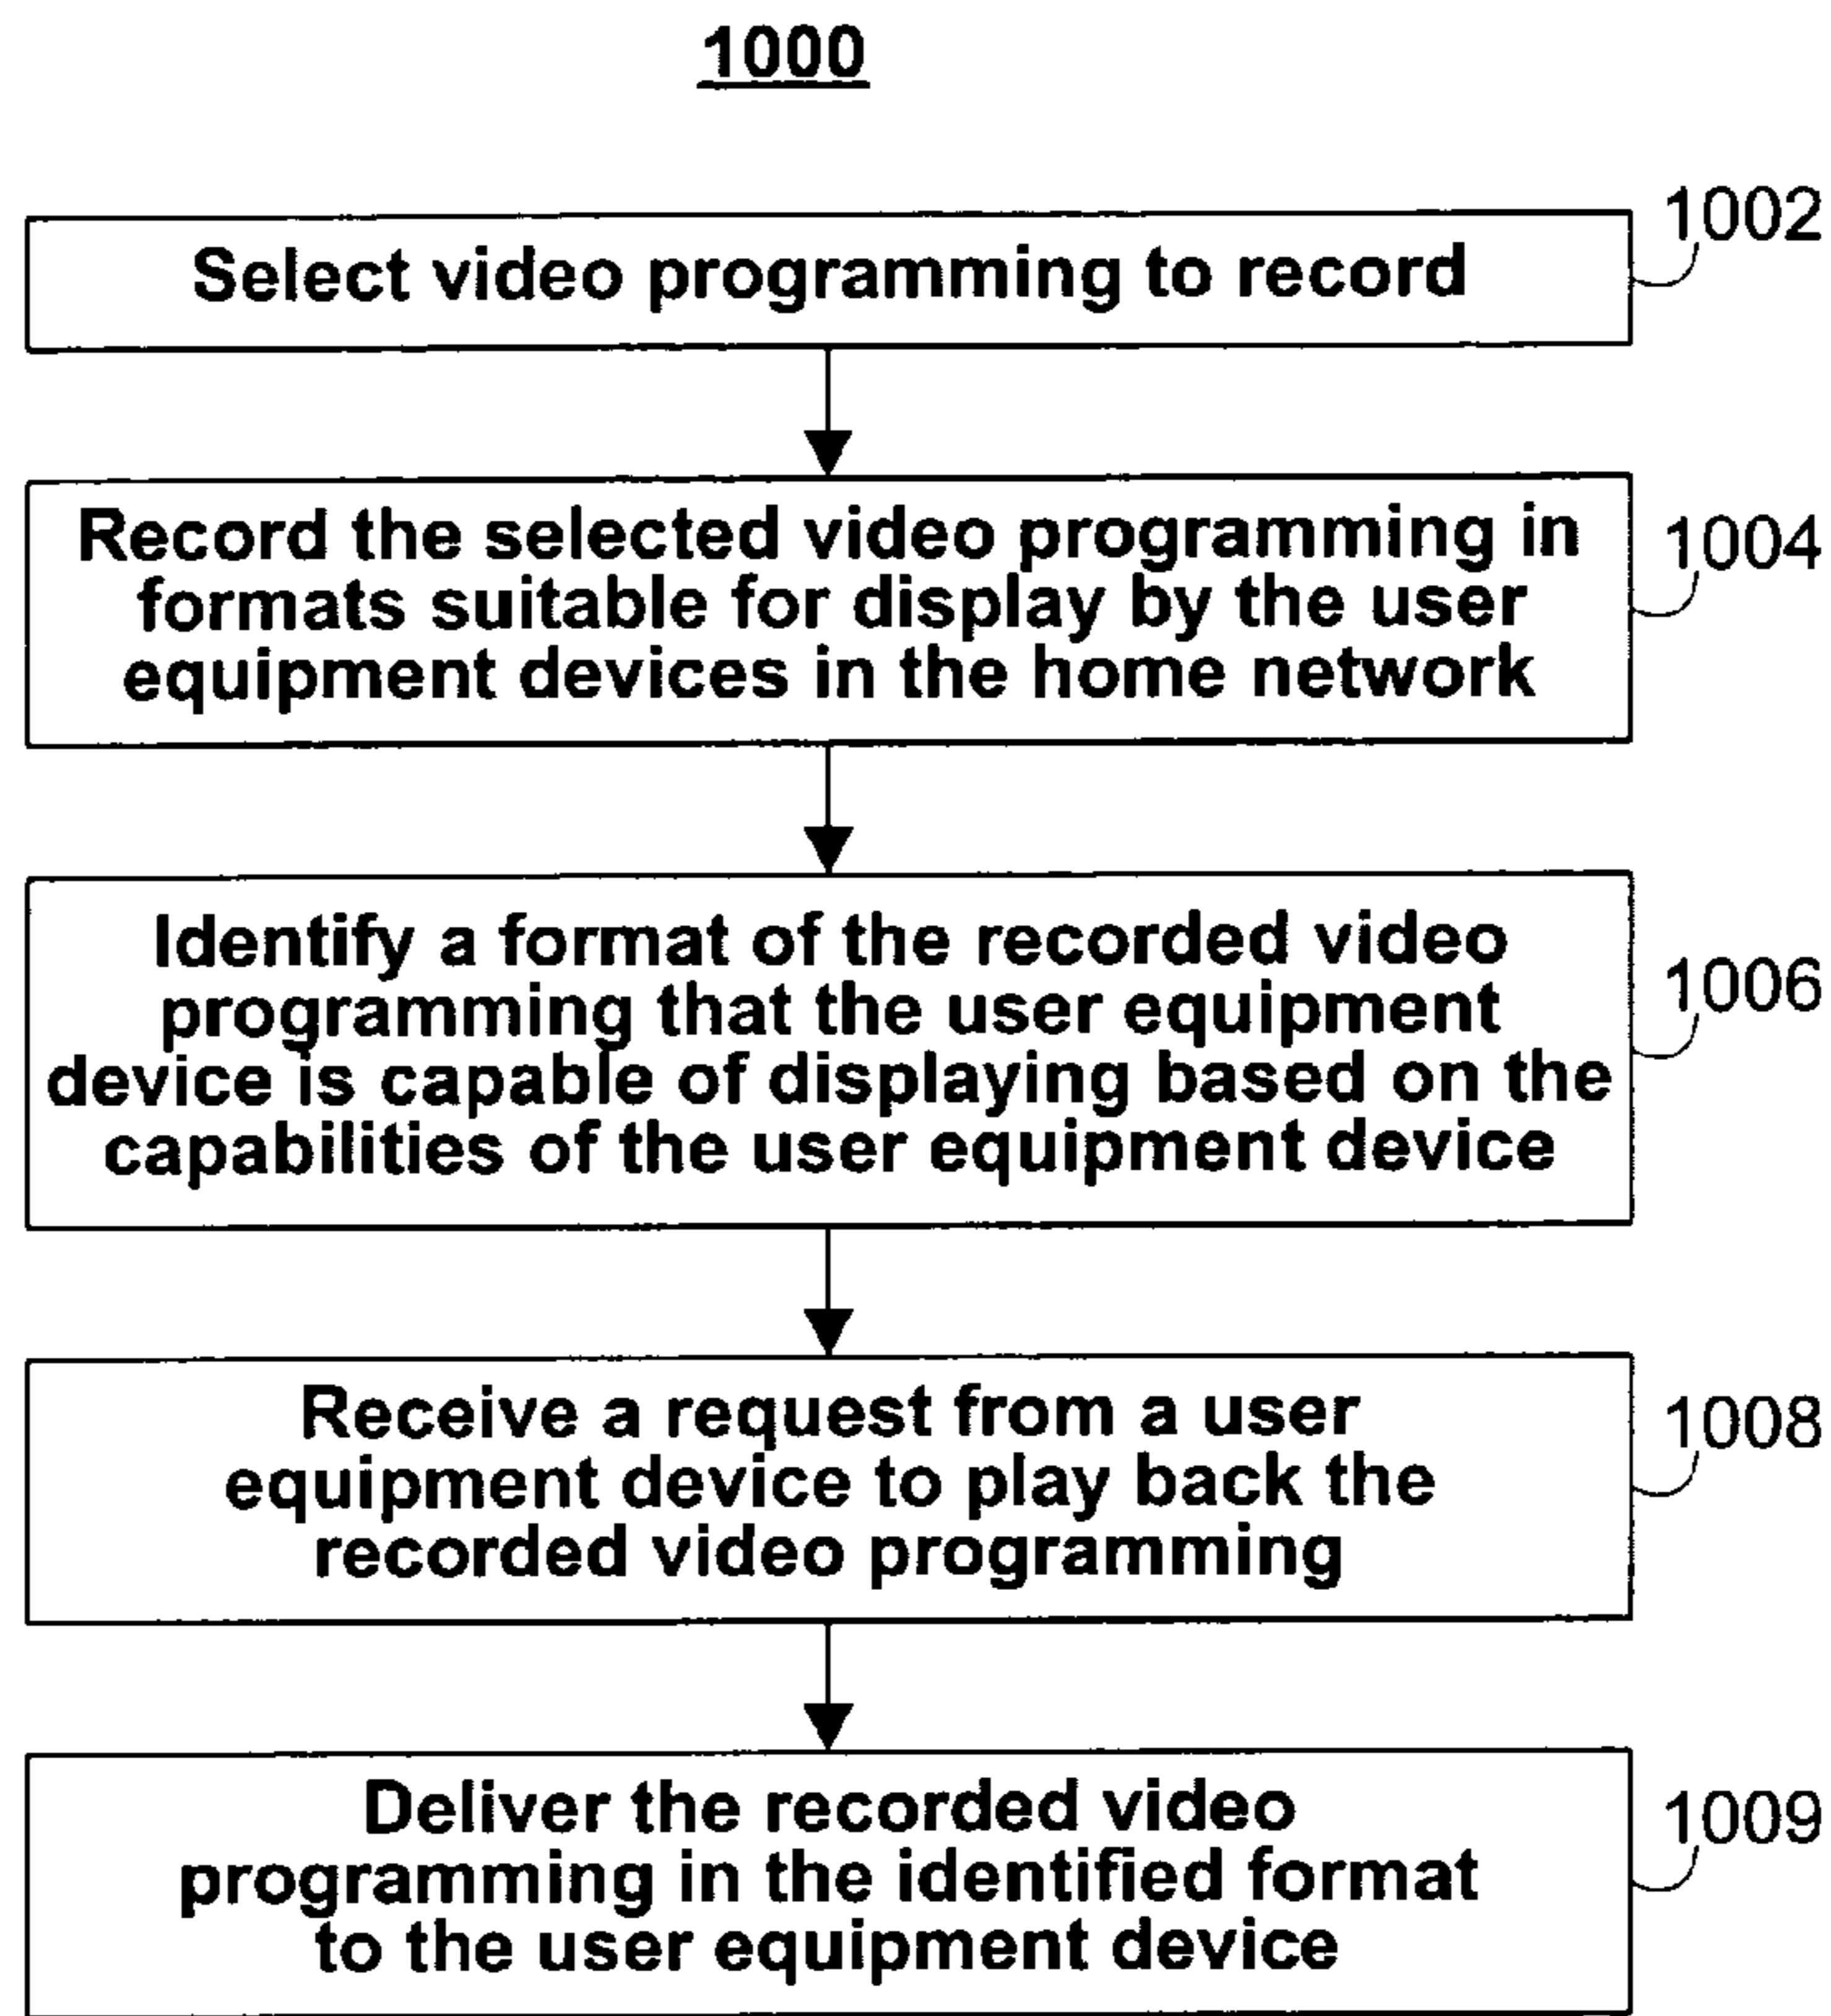 1000
Select video programming to record
1002
Record the selected video programming in
formats suitable for display by the user
equipment devices in the home network
1004
Identify a format of the recorded video
programming that the user equipment
device is capable of displaying based on the
capabilities of the user equipment device
1006
Receive a request from a user
equipment device to play back the
recorded video programming
1008
Deliver the recorded video
programming in the identified format
to the user equipment device
1009